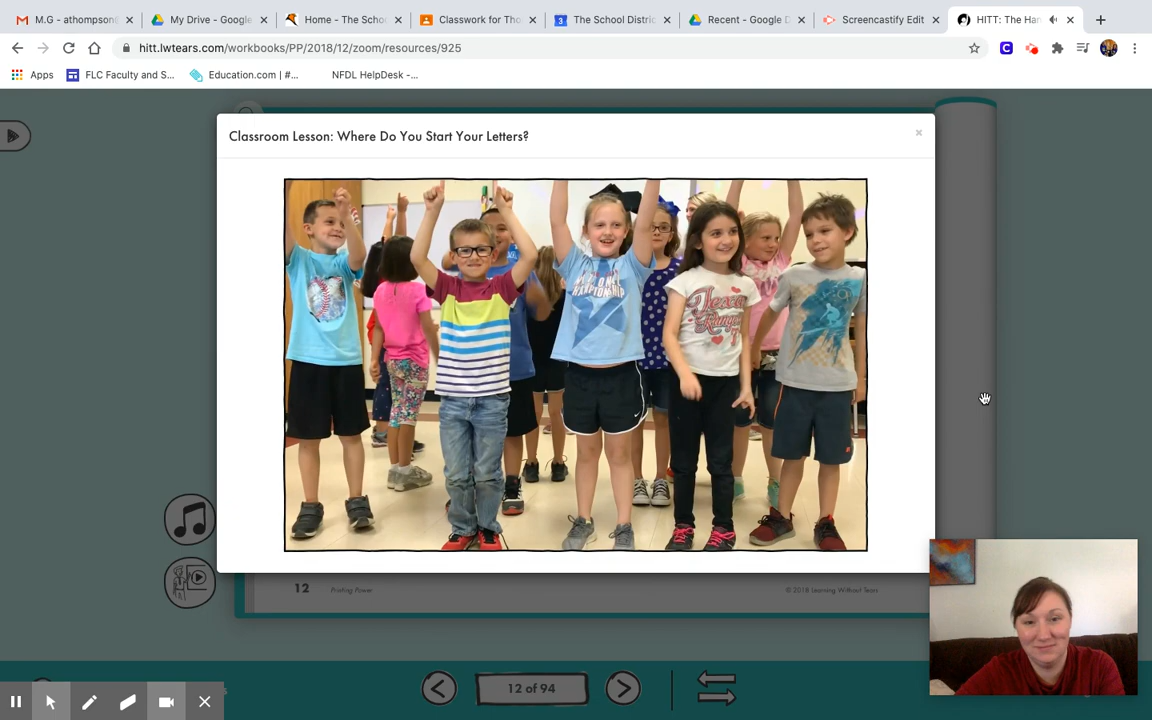 M.G - athompson@
My Drive - Google
Home - The Schoo
Classwork for Tho
The School Distric
Recent - Google D
Screencastify Edit
HITT: The Han
hitt.lwtears.com/workbooks/PP/2018/12/zoom/resources/925
Apps
FLC Faculty and S...
Education.com | #...
NFDL HelpDesk -...
Classroom Lesson: Where Do You Start Your Letters?
12
Printing Power
© 2018 Learning Without Tears
12 of 94